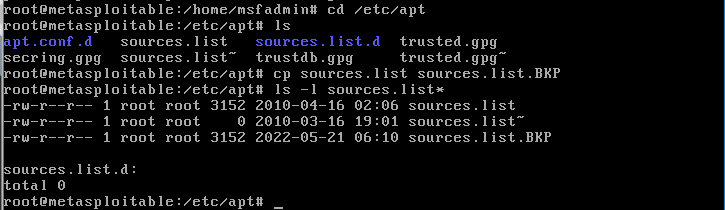 root@metasploitable:/home/msfadmin# cd /etc/apt
root@metasploitable:/etc/apt# ls
apt.conf.d   sources.list   sources.list.d  trusted.gpg
secring.gpg  sources.list~  trustdb.gpg     trusted.gpg~
root@metasploitable:/etc/apt# cp sources.list sources.list.BKP
root@metasploitable:/etc/apt# ls -l sources.list*
-rw-r--r-- 1 root root 3152 2010-04-16 02:06 sources.list
-rw-r--r-- 1 root root    0 2010-03-16 19:01 sources.list~
-rw-r--r-- 1 root root 3152 2022-05-21 06:10 sources.list.BKP

sources.list.d:
total 0
root@metasploitable:/etc/apt# _